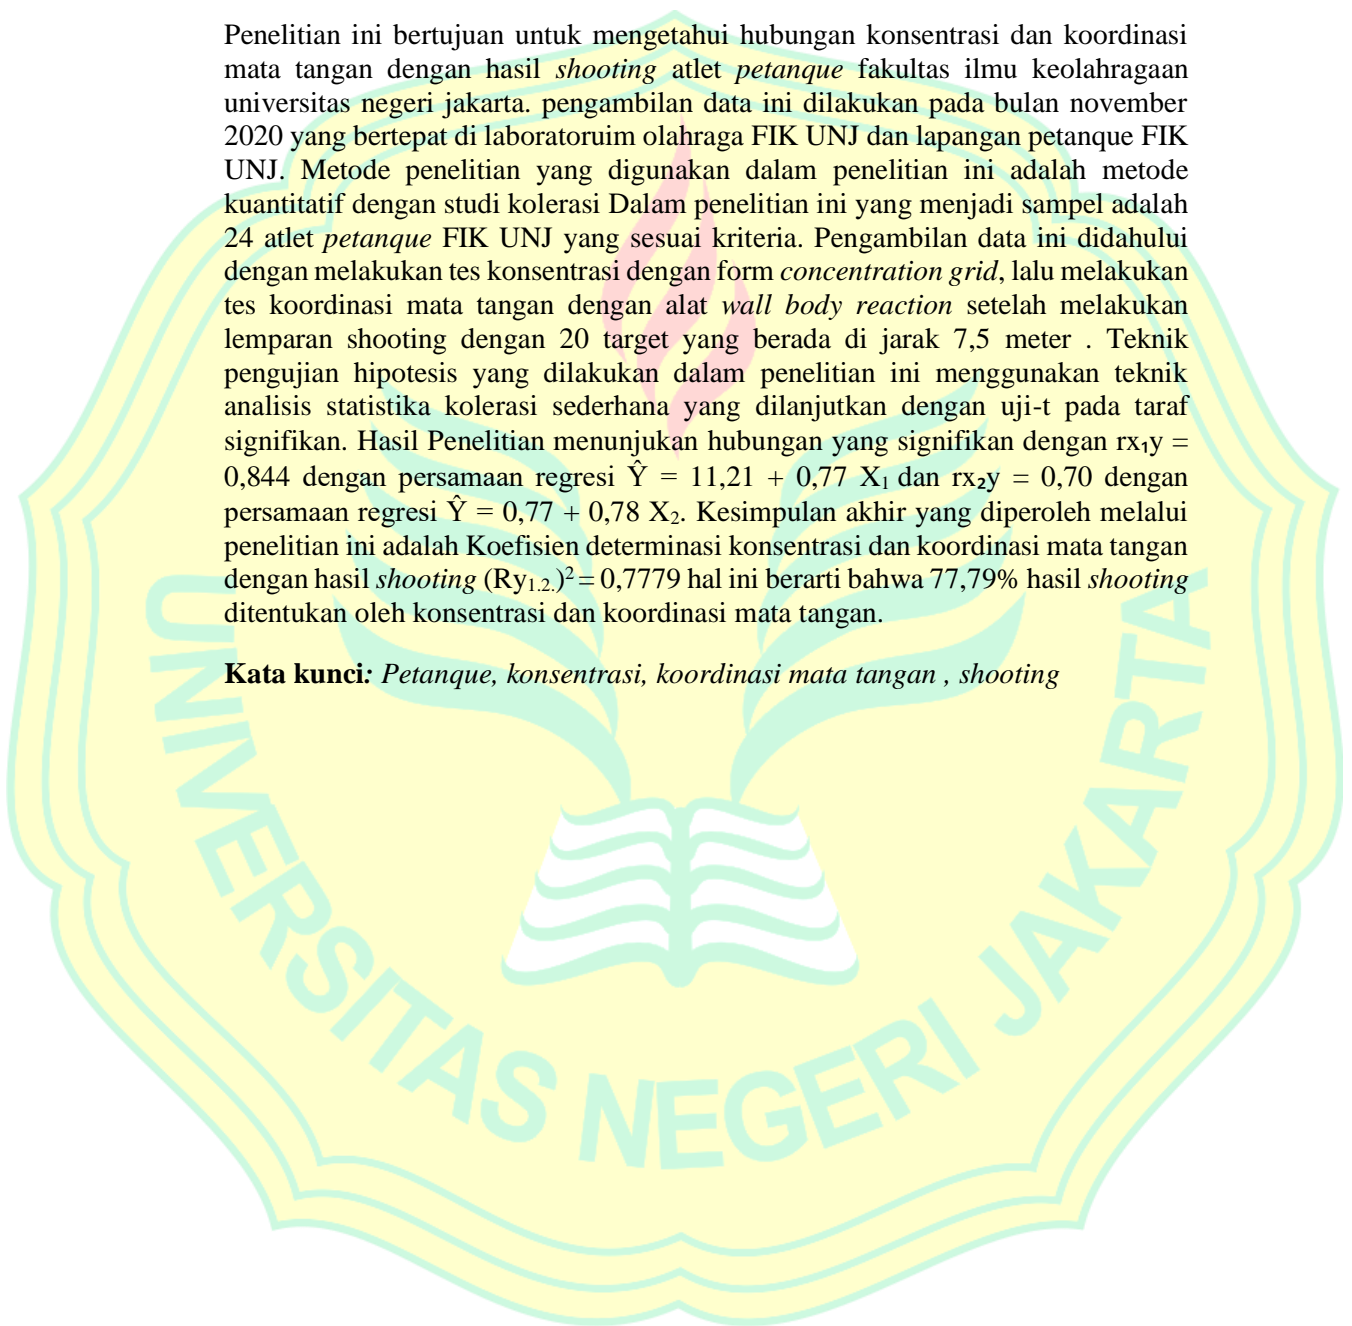 Penelitian ini bertujuan untuk mengetahui hubungan konsentrasi dan koordinasi
mata tangan dengan hasil shooting atlet petanque fakultas ilmu keolahragaan
universitas negeri jakarta. pengambilan data ini dilakukan pada bulan november
2020 yang bertepat di laboratoruim olahraga FIK UNJ dan lapangan petanque FIK
UNJ. Metode penelitian yang digunakan dalam penelitian ini adalah metode
kuantitatif dengan studi kolerasi Dalam penelitian ini yang menjadi sampel adalah
24 atlet petanque FIK UNJ yang sesuai kriteria. Pengambilan data ini didahului
dengan melakukan tes konsentrasi dengan form concentration grid, lalu melakukan
tes koordinasi mata tangan dengan alat wall body reaction setelah melakukan
lemparan shooting dengan 20 target yang berada di jarak 7,5 meter . Teknik
pengujian hipotesis yang dilakukan dalam penelitian ini menggunakan teknik
analisis statistika kolerasi sederhana yang dilanjutkan dengan uji-t pada taraf
signifikan. Hasil Penelitian menunjukan hubungan yang signifikan dengan rx₁y =
0,844 dengan persamaan regresi Ŷ = 11,21 + 0,77 X₁ dan rx₂y = 0,70 dengan
persamaan regresi Ŷ = 0,77 + 0,78 X₂. Kesimpulan akhir yang diperoleh melalui
penelitian ini adalah Koefisien determinasi konsentrasi dan koordinasi mata tangan
dengan hasil shooting (Ry₁.₂.)² = 0,7779 hal ini berarti bahwa 77,79% hasil shooting
ditentukan oleh konsentrasi dan koordinasi mata tangan.
Kata kunci: Petanque, konsentrasi, koordinasi mata tangan , shooting
UNIVERSITAS NEGERI JAKARTA